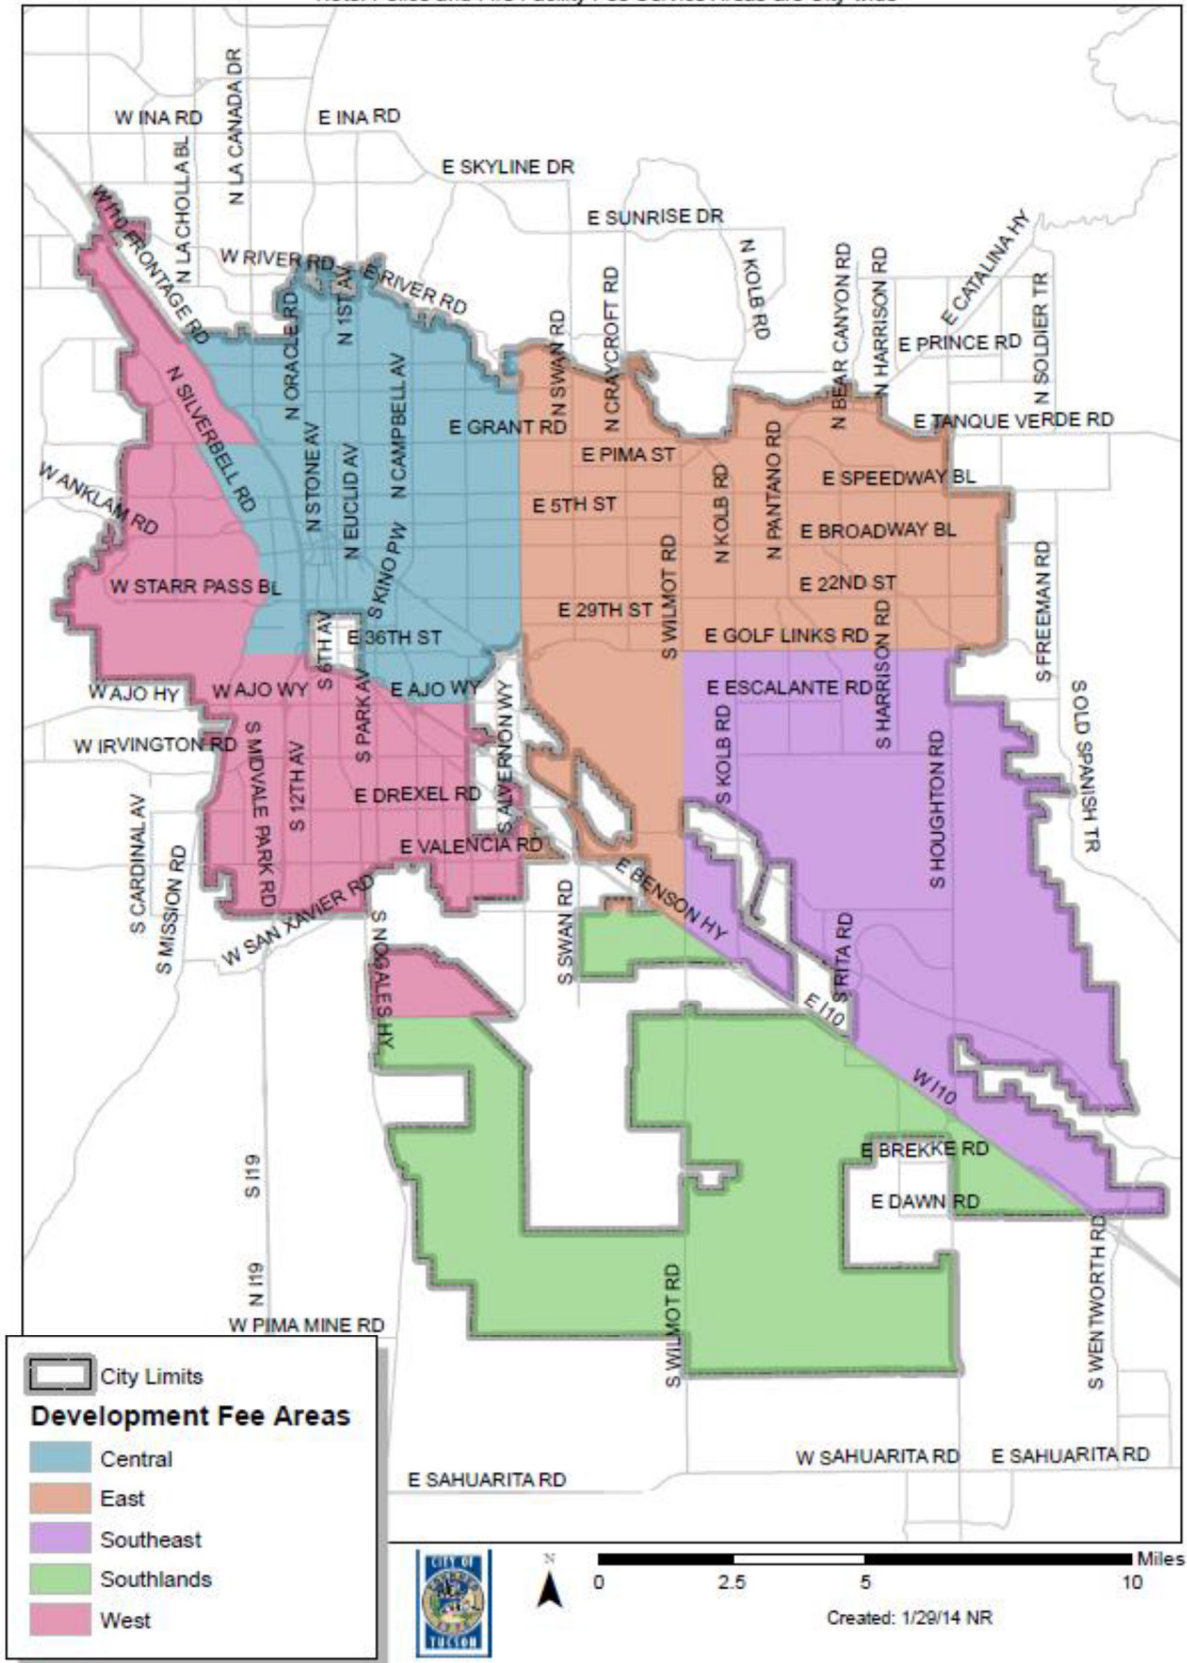 W INA RD
E INA RD
N LA CANADA DR
N LA CHOLLA BL
E SKYLINE DR
E SUNRISE DR
W I10 FRONTAGE RD
W RIVER RD
E RIVER RD
N KOLB RD
N BEAR CANYON RD
N HARRISON RD
E CATALINA HY
N SOLDIER TR
N ORACLE RD
N 1ST AV
N SWAN RD
N CRAYCROFT RD
E PRINCE RD
N SILVERBELL RD
N CAMPBELL AV
E GRANT RD
E TANQUE VERDE RD
N STONE AV
N EUCLID AV
E PIMA ST
N KOLB RD
N PANTANO RD
E SPEEDWAY BL
W ANKLAM RD
E 5TH ST
E BROADWAY BL
S KINO PW
S WILMOT RD
N FREEMAN RD
W STARR PASS BL
E 22ND ST
E 29TH ST
S 6TH AV
E 36TH ST
E GOLF LINKS RD
S HARRISON RD
S FREEMAN RD
W AJO HY
W AJO WY
S PARK AV
E AJO WY
E ESCALANTE RD
S OLD SPANISH TR
W IRVINGTON RD
S MIDVALE PARK RD
S 12TH AV
S ALVERNON WY
S KOLB RD
S HOUGHTON RD
S CARDINAL AV
S MISSION RD
E DREXEL RD
E VALENCIA RD
E BENSON HY
W SAN XAVIER RD
S NOGALES HY
S SWAN RD
S RITA RD
E I10
W I10
E BREKKE RD
E DAWN RD
S I19
N I19
S WILMOT RD
S WENTWORTH RD
W PIMA MINE RD
City Limits
Development Fee Areas
Central
East
Southeast
Southlands
West
W SAHUARITA RD
E SAHUARITA RD
E SAHUARITA RD
CITY OF
TUCSON
N
Miles
0
2.5
5
10
Created: 1/29/14 NR